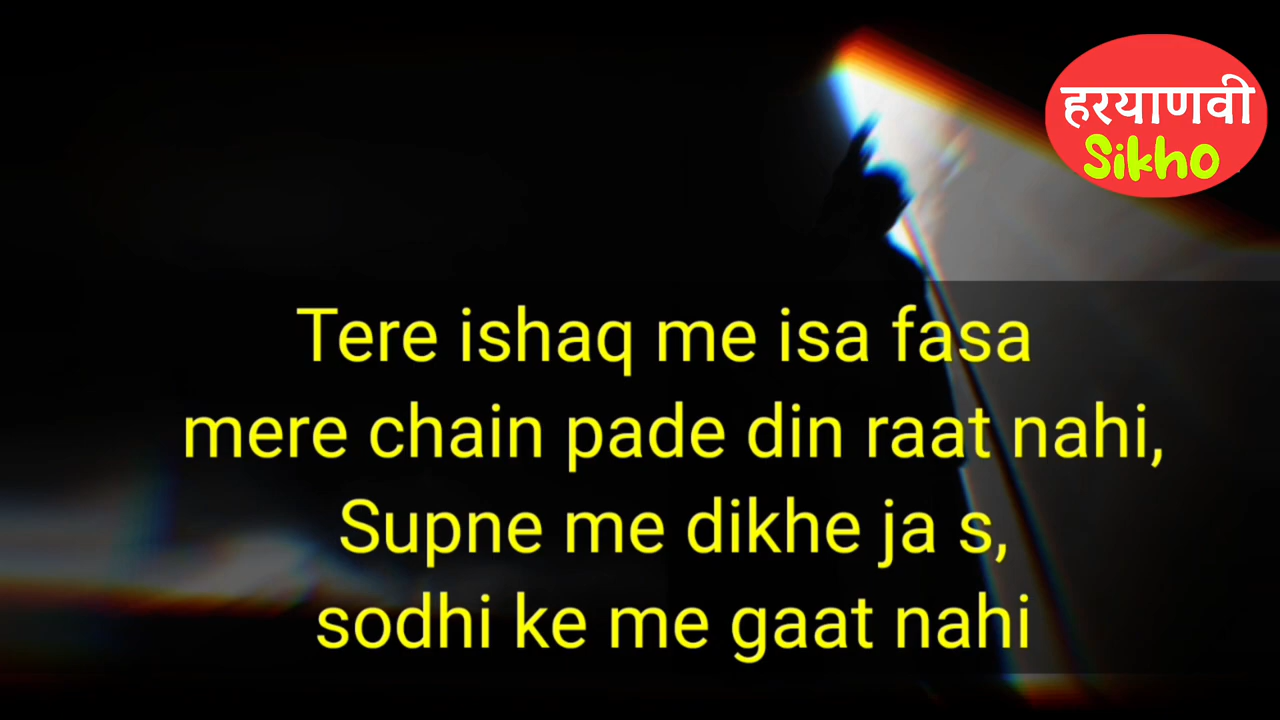 हरयाणवी
Sikho
Tere ishaq me isa fasa
mere chain pade din raat nahi,
Supne me dikhe ja s,
sodhi ke me gaat nahi